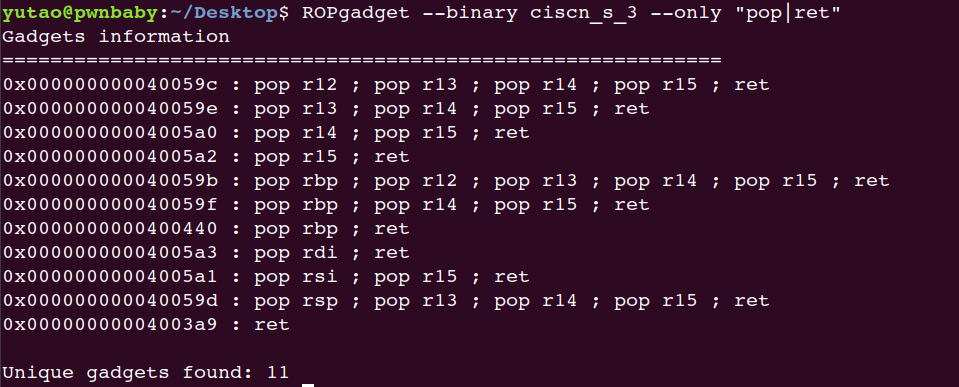 yutao@pwnbaby:~/Desktop$ ROPgadget --binary ciscn_s_3 --only "pop|ret"
Gadgets information
============================================================
0x000000000040059c : pop r12 ; pop r13 ; pop r14 ; pop r15 ; ret
0x000000000040059e : pop r13 ; pop r14 ; pop r15 ; ret
0x00000000004005a0 : pop r14 ; pop r15 ; ret
0x00000000004005a2 : pop r15 ; ret
0x000000000040059b : pop rbp ; pop r12 ; pop r13 ; pop r14 ; pop r15 ; ret
0x000000000040059f : pop rbp ; pop r14 ; pop r15 ; ret
0x0000000000400440 : pop rbp ; ret
0x00000000004005a3 : pop rdi ; ret
0x00000000004005a1 : pop rsi ; pop r15 ; ret
0x000000000040059d : pop rsp ; pop r13 ; pop r14 ; pop r15 ; ret
0x00000000004003a9 : ret
Unique gadgets found: 11